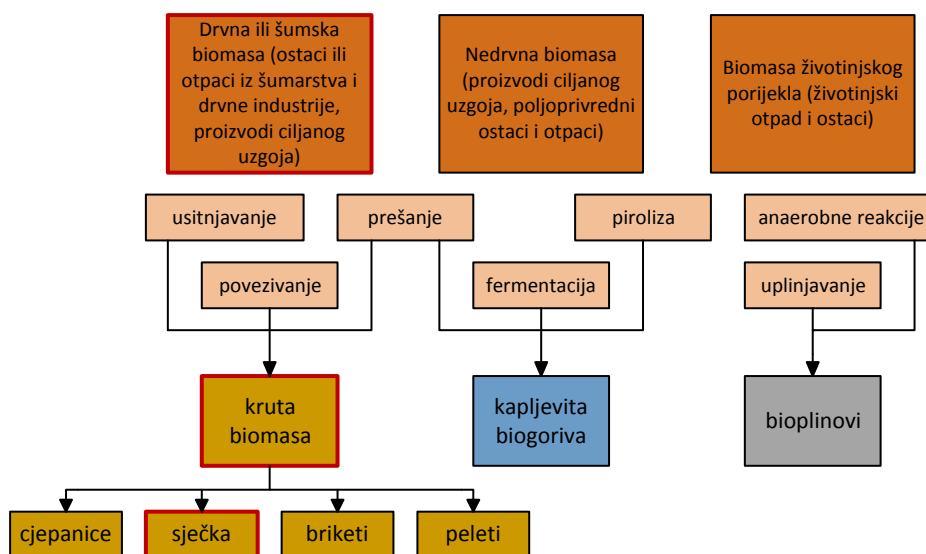 Drvna ili šumska
biomasa (ostaci ili
otpaci iz šumarstva i
drvne industrije,
proizvodi ciljanog
uzgoja)
Nedrvna biomasa
(proizvodi ciljanog
uzgoja, poljoprivredni
ostaci i otpaci)
Biomasa životinjskog
porijekla (životinjski
otpad i ostaci)
usitnjavanje
prešanje
piroliza
anaerobne reakcije
povezivanje
fermentacija
uplinjavanje
kruta
biomasa
kapljevita
biogoriva
bioplinovi
cjepanice
sječka
briketi
peleti